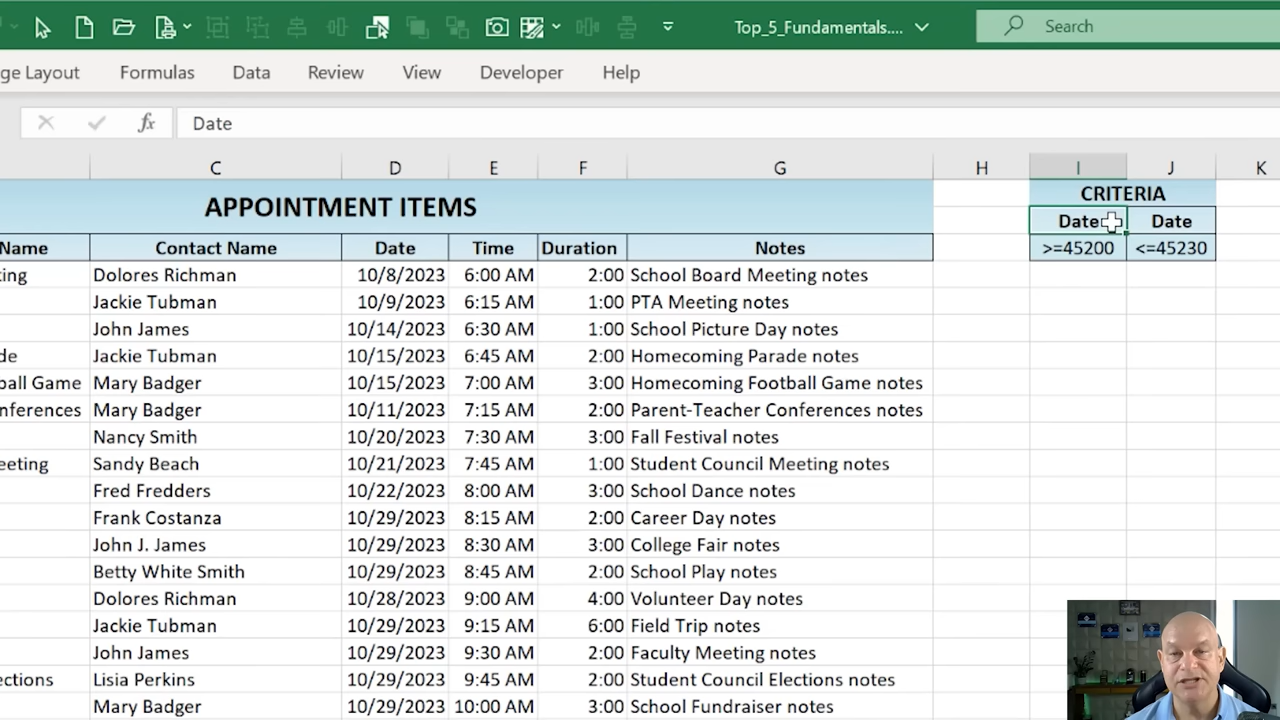 Top_5_Fundamentals....
Search
ge Layout Formulas Data Review View Developer Help
fx Date
C D E F G H I J K
APPOINTMENT ITEMS CRITERIA
Date Date
Name Contact Name Date Time Duration Notes >=45200 <=45230
ting Dolores Richman 10/8/2023 6:00 AM 2:00 School Board Meeting notes
Jackie Tubman 10/9/2023 6:15 AM 1:00 PTA Meeting notes
John James 10/14/2023 6:30 AM 1:00 School Picture Day notes
de Jackie Tubman 10/15/2023 6:45 AM 2:00 Homecoming Parade notes
ball Game Mary Badger 10/15/2023 7:00 AM 3:00 Homecoming Football Game notes
nferences Mary Badger 10/11/2023 7:15 AM 2:00 Parent-Teacher Conferences notes
Nancy Smith 10/20/2023 7:30 AM 3:00 Fall Festival notes
eeting Sandy Beach 10/21/2023 7:45 AM 1:00 Student Council Meeting notes
Fred Fredders 10/22/2023 8:00 AM 3:00 School Dance notes
Frank Costanza 10/29/2023 8:15 AM 2:00 Career Day notes
John J. James 10/29/2023 8:30 AM 3:00 College Fair notes
Betty White Smith 10/29/2023 8:45 AM 2:00 School Play notes
Dolores Richman 10/28/2023 9:00 AM 4:00 Volunteer Day notes
Jackie Tubman 10/29/2023 9:15 AM 6:00 Field Trip notes
John James 10/29/2023 9:30 AM 2:00 Faculty Meeting notes
ections Lisia Perkins 10/29/2023 9:45 AM 2:00 Student Council Elections notes
Mary Badger 10/29/2023 10:00 AM 3:00 School Fundraiser notes